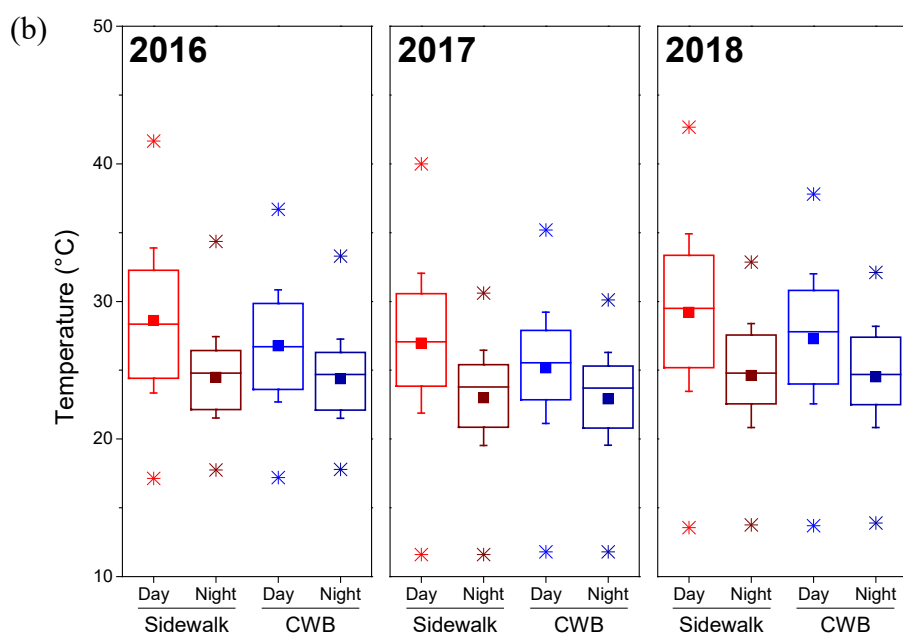 (b)
2016 2017 2018
50
40
30
20
10
Temperature (°C)
Day Night Day Night Day Night Day Night Day Night Day Night
Sidewalk CWB Sidewalk CWB Sidewalk CWB